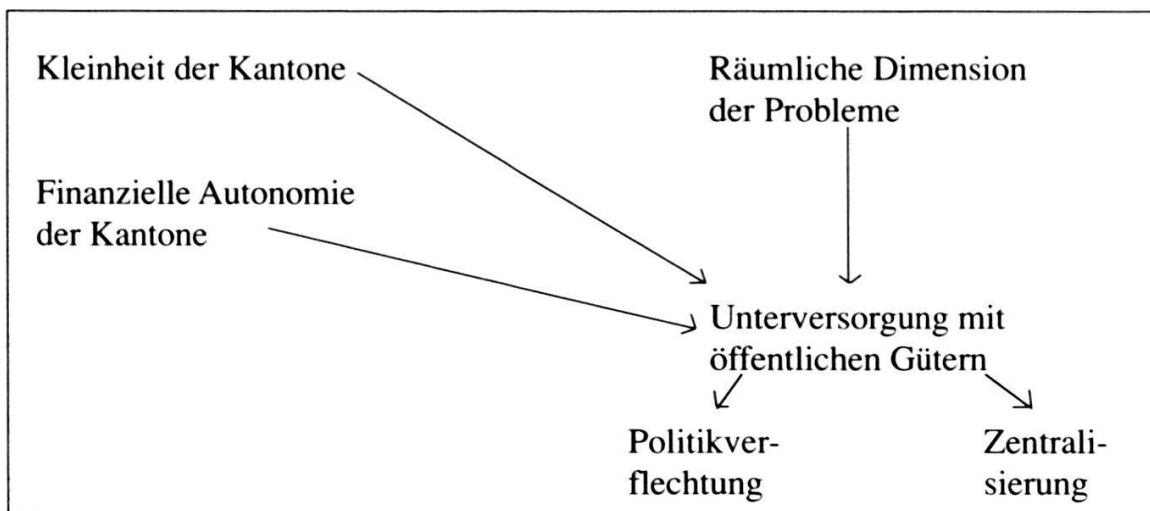 Kleinheit der Kantone
Räumliche Dimension
der Probleme
Finanzielle Autonomie
der Kantone
Unterversorgung mit
öffentlichen Gütern
Politikver-
flechtung
Zentrali-
sierung